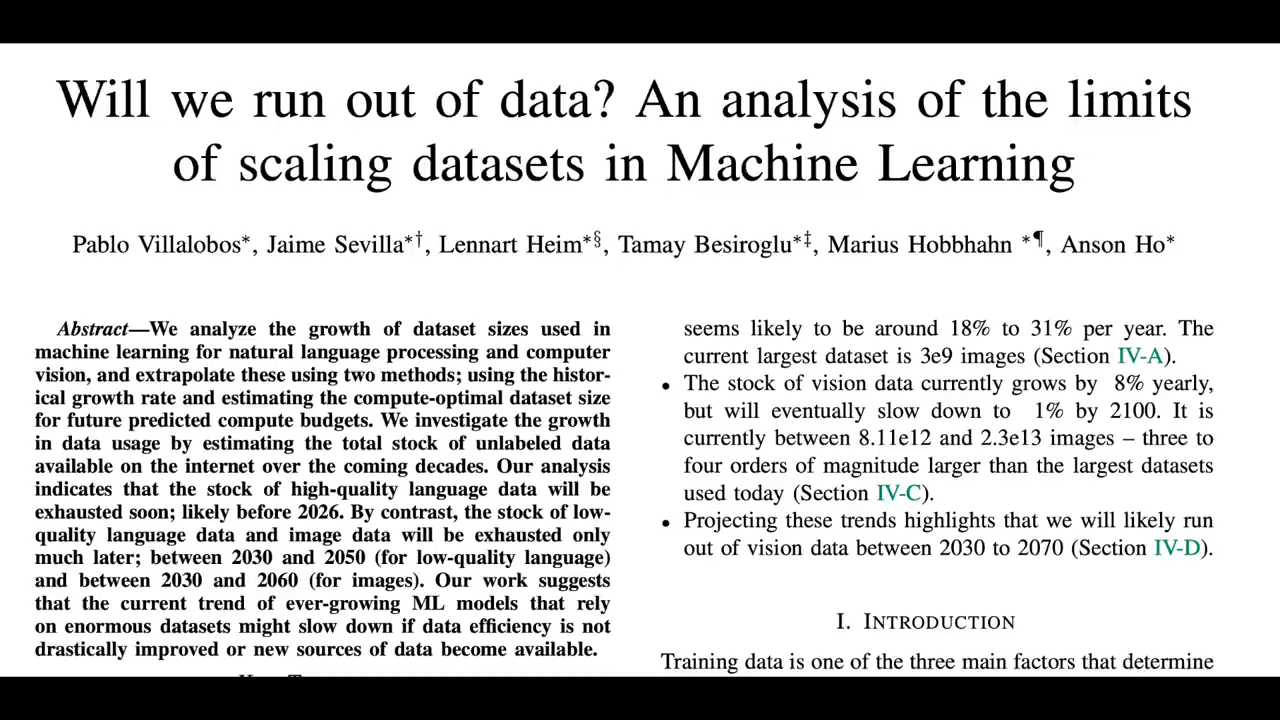 Will we run out of data? An analysis of the limits
of scaling datasets in Machine Learning
Pablo Villalobos*, Jaime Sevilla*†, Lennart Heim*§, Tamay Besiroglu*‡, Marius Hobbhahn *¶, Anson Ho*
Abstract—We analyze the growth of dataset sizes used in
machine learning for natural language processing and computer
vision, and extrapolate these using two methods; using the histor-
ical growth rate and estimating the compute-optimal dataset size
for future predicted compute budgets. We investigate the growth
in data usage by estimating the total stock of unlabeled data
available on the internet over the coming decades. Our analysis
indicates that the stock of high-quality language data will be
exhausted soon; likely before 2026. By contrast, the stock of low-
quality language data and image data will be exhausted only
much later; between 2030 and 2050 (for low-quality language)
and between 2030 and 2060 (for images). Our work suggests
that the current trend of ever-growing ML models that rely
on enormous datasets might slow down if data efficiency is not
drastically improved or new sources of data become available.
seems likely to be around 18% to 31% per year. The
current largest dataset is 3e9 images (Section IV-A).
• The stock of vision data currently grows by 8% yearly,
but will eventually slow down to 1% by 2100. It is
currently between 8.11e12 and 2.3e13 images – three to
four orders of magnitude larger than the largest datasets
used today (Section IV-C).
• Projecting these trends highlights that we will likely run
out of vision data between 2030 to 2070 (Section IV-D).
I. INTRODUCTION
Training data is one of the three main factors that determine